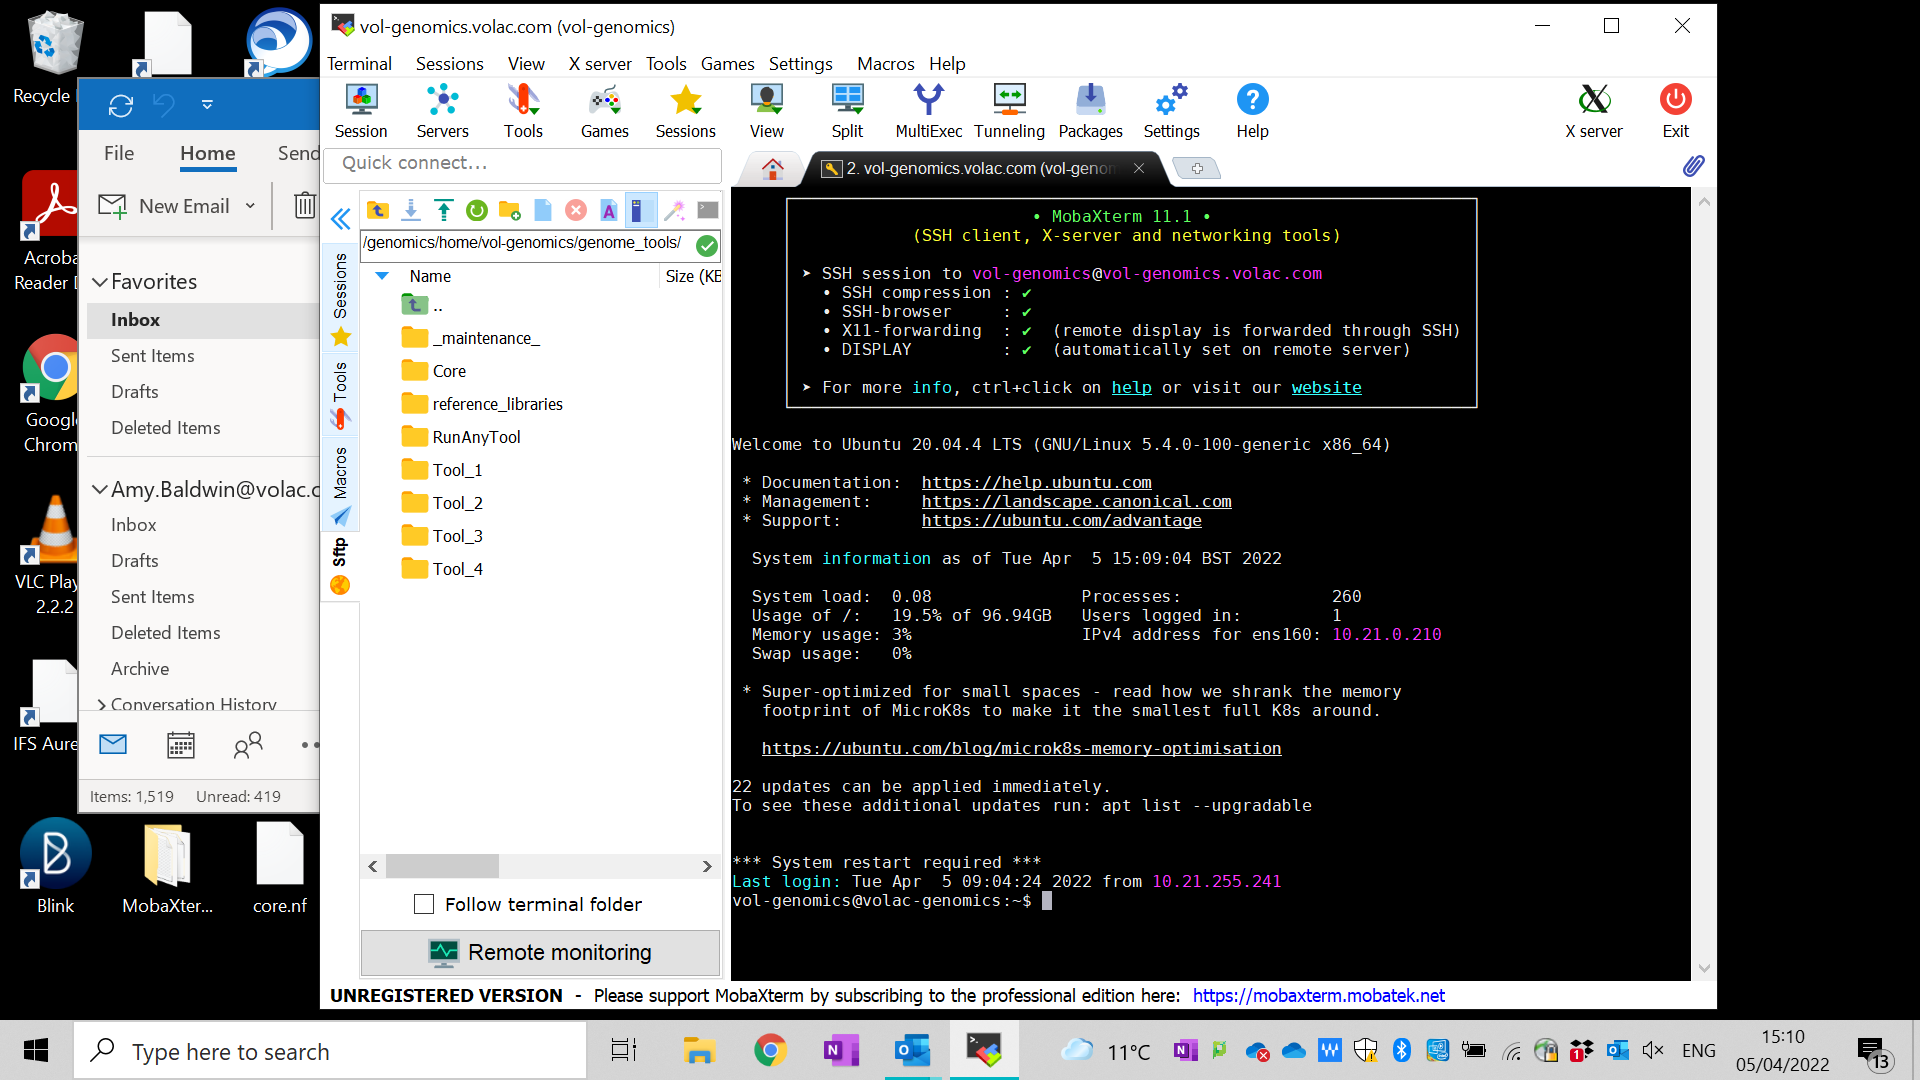 Recycle
Acroba
Reader D
Google
Chrom
VLC Play
2.2.2
IFS Aure
Blink
MobaXter...
core.nf
File
Home
Send
New Email
Favorites
Inbox
Sent Items
Drafts
Deleted Items
Amy.Baldwin@volac.c
Inbox
Drafts
Sent Items
Deleted Items
Archive
Conversation History
Items: 1,519 Unread: 419
vol-genomics.volac.com (vol-genomics)
Terminal Sessions View X server Tools Games Settings Macros Help
Session Servers Tools Games Sessions View Split MultiExec Tunneling Packages Settings Help X server Exit
Quick connect...
2. vol-genomics.volac.com (vol-genom
Sessions
Tools
Macros
Sftp
/genomics/home/vol-genomics/genome_tools/
Name Size (KB
..
_maintenance_
Core
reference_libraries
RunAnyTool
Tool_1
Tool_2
Tool_3
Tool_4
Follow terminal folder
Remote monitoring
• MobaXterm 11.1 •
(SSH client, X-server and networking tools)
➤ SSH session to vol-genomics@vol-genomics.volac.com
• SSH compression : ✔
• SSH-browser : ✔
• X11-forwarding : ✔ (remote display is forwarded through SSH)
• DISPLAY : ✔ (automatically set on remote server)
➤ For more info, ctrl+click on help or visit our website
Welcome to Ubuntu 20.04.4 LTS (GNU/Linux 5.4.0-100-generic x86_64)
* Documentation: https://help.ubuntu.com
* Management: https://landscape.canonical.com
* Support: https://ubuntu.com/advantage
System information as of Tue Apr 5 15:09:04 BST 2022
System load: 0.08 Processes: 260
Usage of /: 19.5% of 96.94GB Users logged in: 1
Memory usage: 3% IPv4 address for ens160: 10.21.0.210
Swap usage: 0%
* Super-optimized for small spaces - read how we shrank the memory
footprint of MicroK8s to make it the smallest full K8s around.
https://ubuntu.com/blog/microk8s-memory-optimisation
22 updates can be applied immediately.
To see these additional updates run: apt list --upgradable
*** System restart required ***
Last login: Tue Apr 5 09:04:24 2022 from 10.21.255.241
vol-genomics@volac-genomics:~$
UNREGISTERED VERSION - Please support MobaXterm by subscribing to the professional edition here: https://mobaxterm.mobatek.net
Type here to search
11°C
ENG
15:10
05/04/2022
13